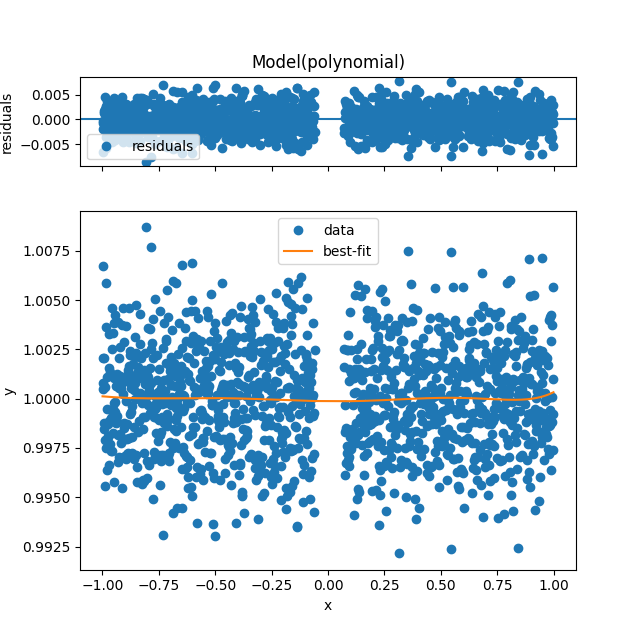 Model(polynomial)
residuals
0.005
0.000
−0.005
residuals
y
1.0075
1.0050
1.0025
1.0000
0.9975
0.9950
0.9925
data
best-fit
−1.00 −0.75 −0.50 −0.25 0.00 0.25 0.50 0.75 1.00
x